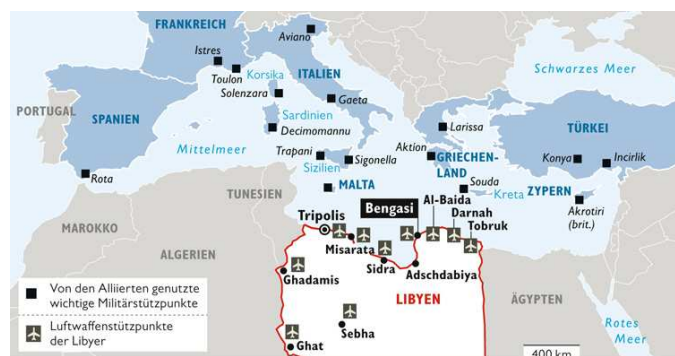 FRANKREICH
Aviano
Istres
Schwarzes Meer
Toulon
Korsika
ITALIEN
Solenzara
PORTUGAL
SPANIEN
Gaeta
Sardinien
Decimomannu
Larissa
TÜRKEI
Mittelmeer
Trapani
Aktion
Konya
Incirlik
Sigonella
GRIECHEN-
LAND
Sizilien
Rota
MALTA
Souda
Kreta
ZYPERN
TUNESIEN
Al-Baida
Akrotiri
(brit.)
Bengasi
Darnah
Tripolis
Tobruk
MAROKKO
Misarata
ALGERIEN
Sidra
Adschdabiya
Ghadamis
LIBYEN
ÄGYPTEN
Von den Alliierten genutzte
wichtige Militärstützpunkte
Luftwaffenstützpunkte
der Libyer
Sebha
Rotes
Meer
Ghat
400 km